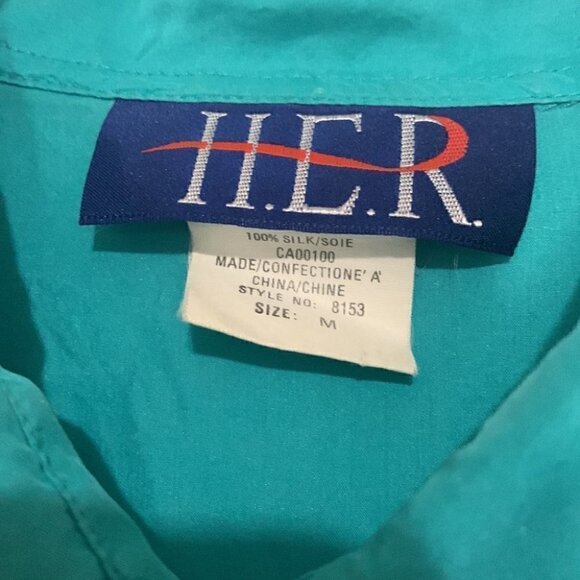 H.E.R.
100% SILK/SOIE
CA00100
MADE/CONFECTIONE' A'
CHINA/CHINE
STYLE NO: 8153
SIZE: M